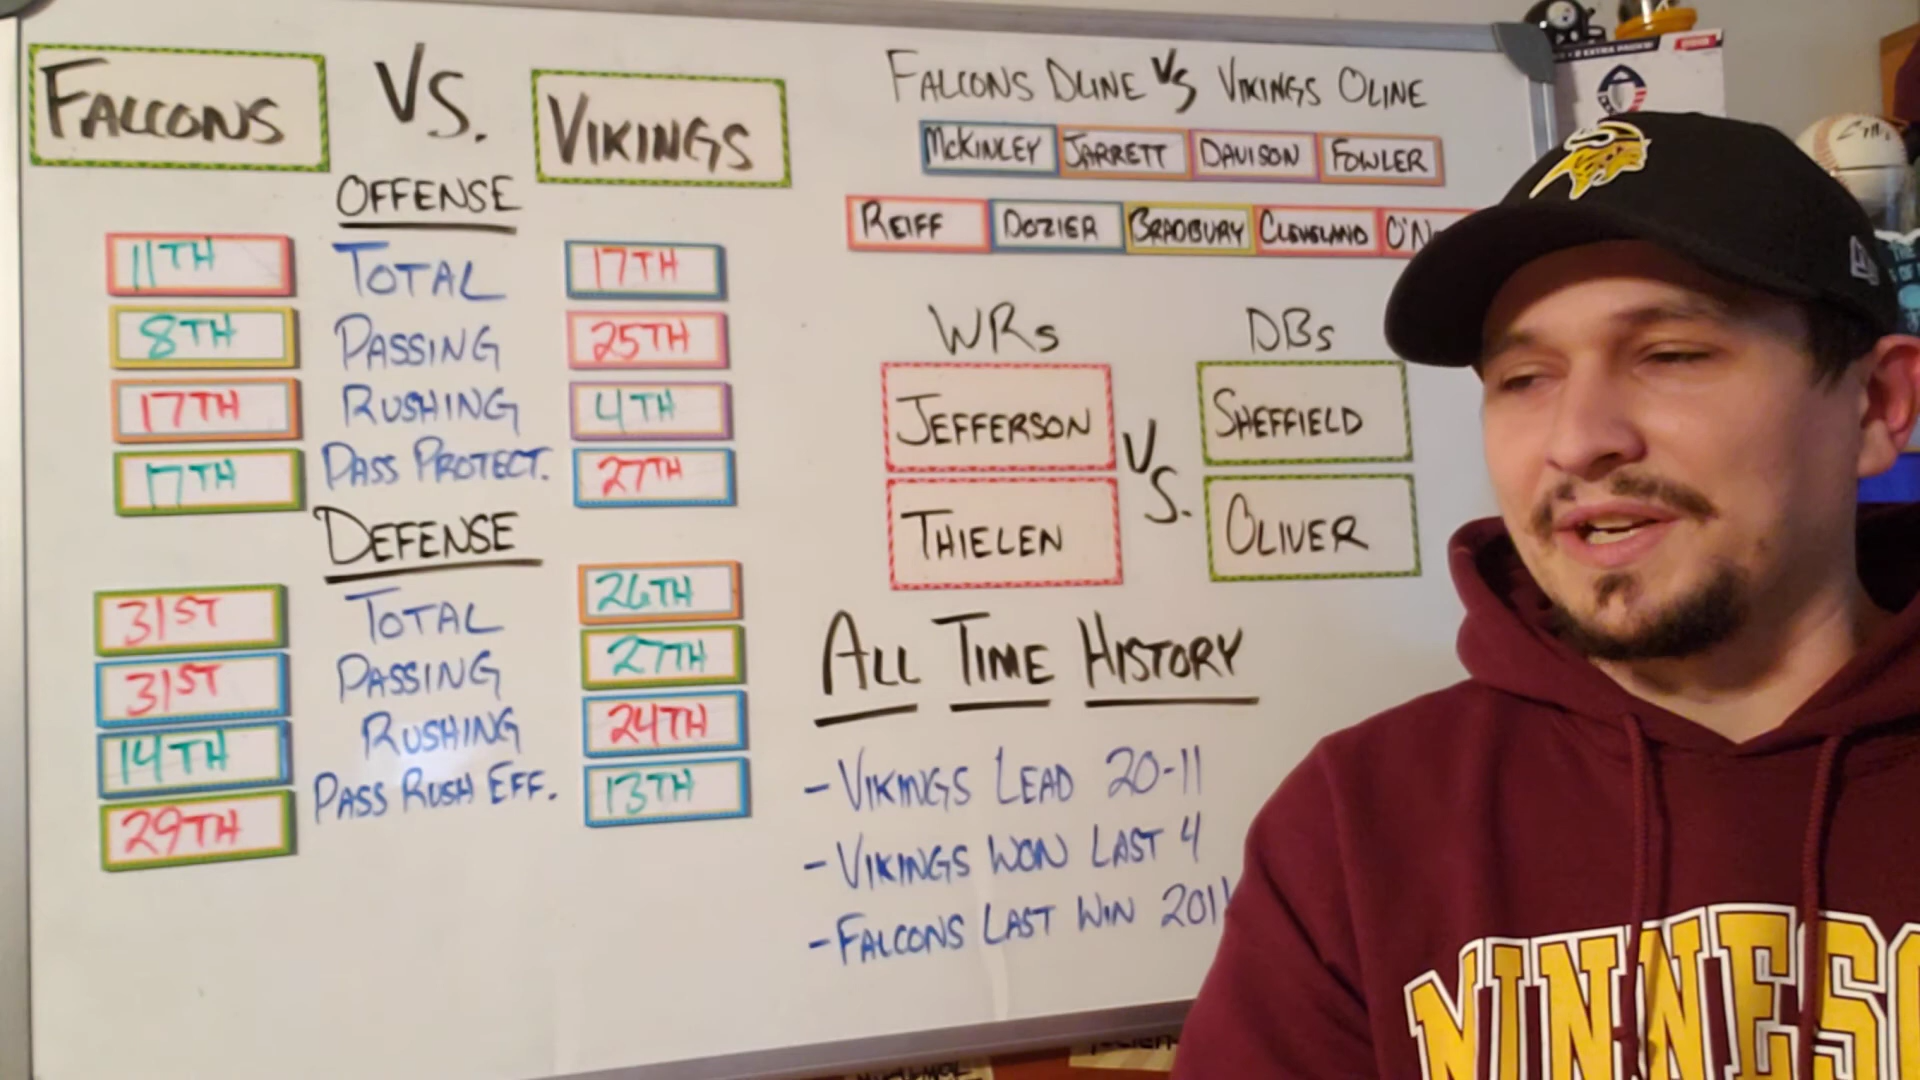 FALCONS VS. VIKINGS
OFFENSE
11TH TOTAL 17TH
8TH PASSING 25TH
17TH RUSHING 4TH
17TH PASS PROTECT. 27TH
DEFENSE
31ST TOTAL 26TH
31ST PASSING 27TH
14TH RUSHING 24TH
29TH PASS RUSH EFF. 13TH
FALCONS DLINE VS VIKINGS OLINE
MCKINLEY JARRETT DAVISON FOWLER
REIFF DOZIER BRADBURY CLEVELAND
WRS DBS
JEFFERSON VS. SHEFFIELD
THIELEN OLIVER
ALL TIME HISTORY
- VIKINGS LEAD 20-11
- VIKINGS WON LAST 4
- FALCONS LAST WIN
MINNES